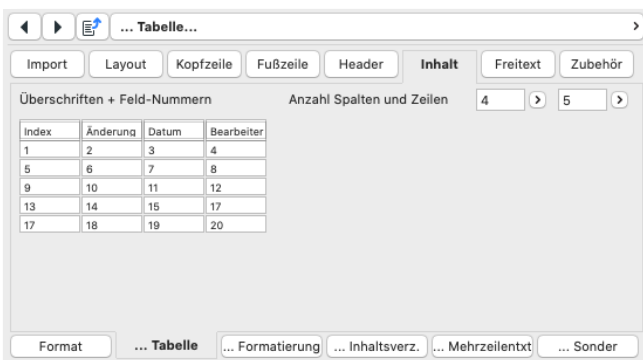 ... Tabelle...
Import Layout Kopfzeile Fußzeile Header Inhalt Freitext Zubehör
Überschriften + Feld-Nummern Anzahl Spalten und Zeilen 4 5
Index Änderung Datum Bearbeiter
1 2 3 4
5 6 7 8
9 10 11 12
13 14 15 17
17 18 19 20
Format ... Tabelle ... Formatierung ... Inhaltsverz. ... Mehrzeilentxt ... Sonder